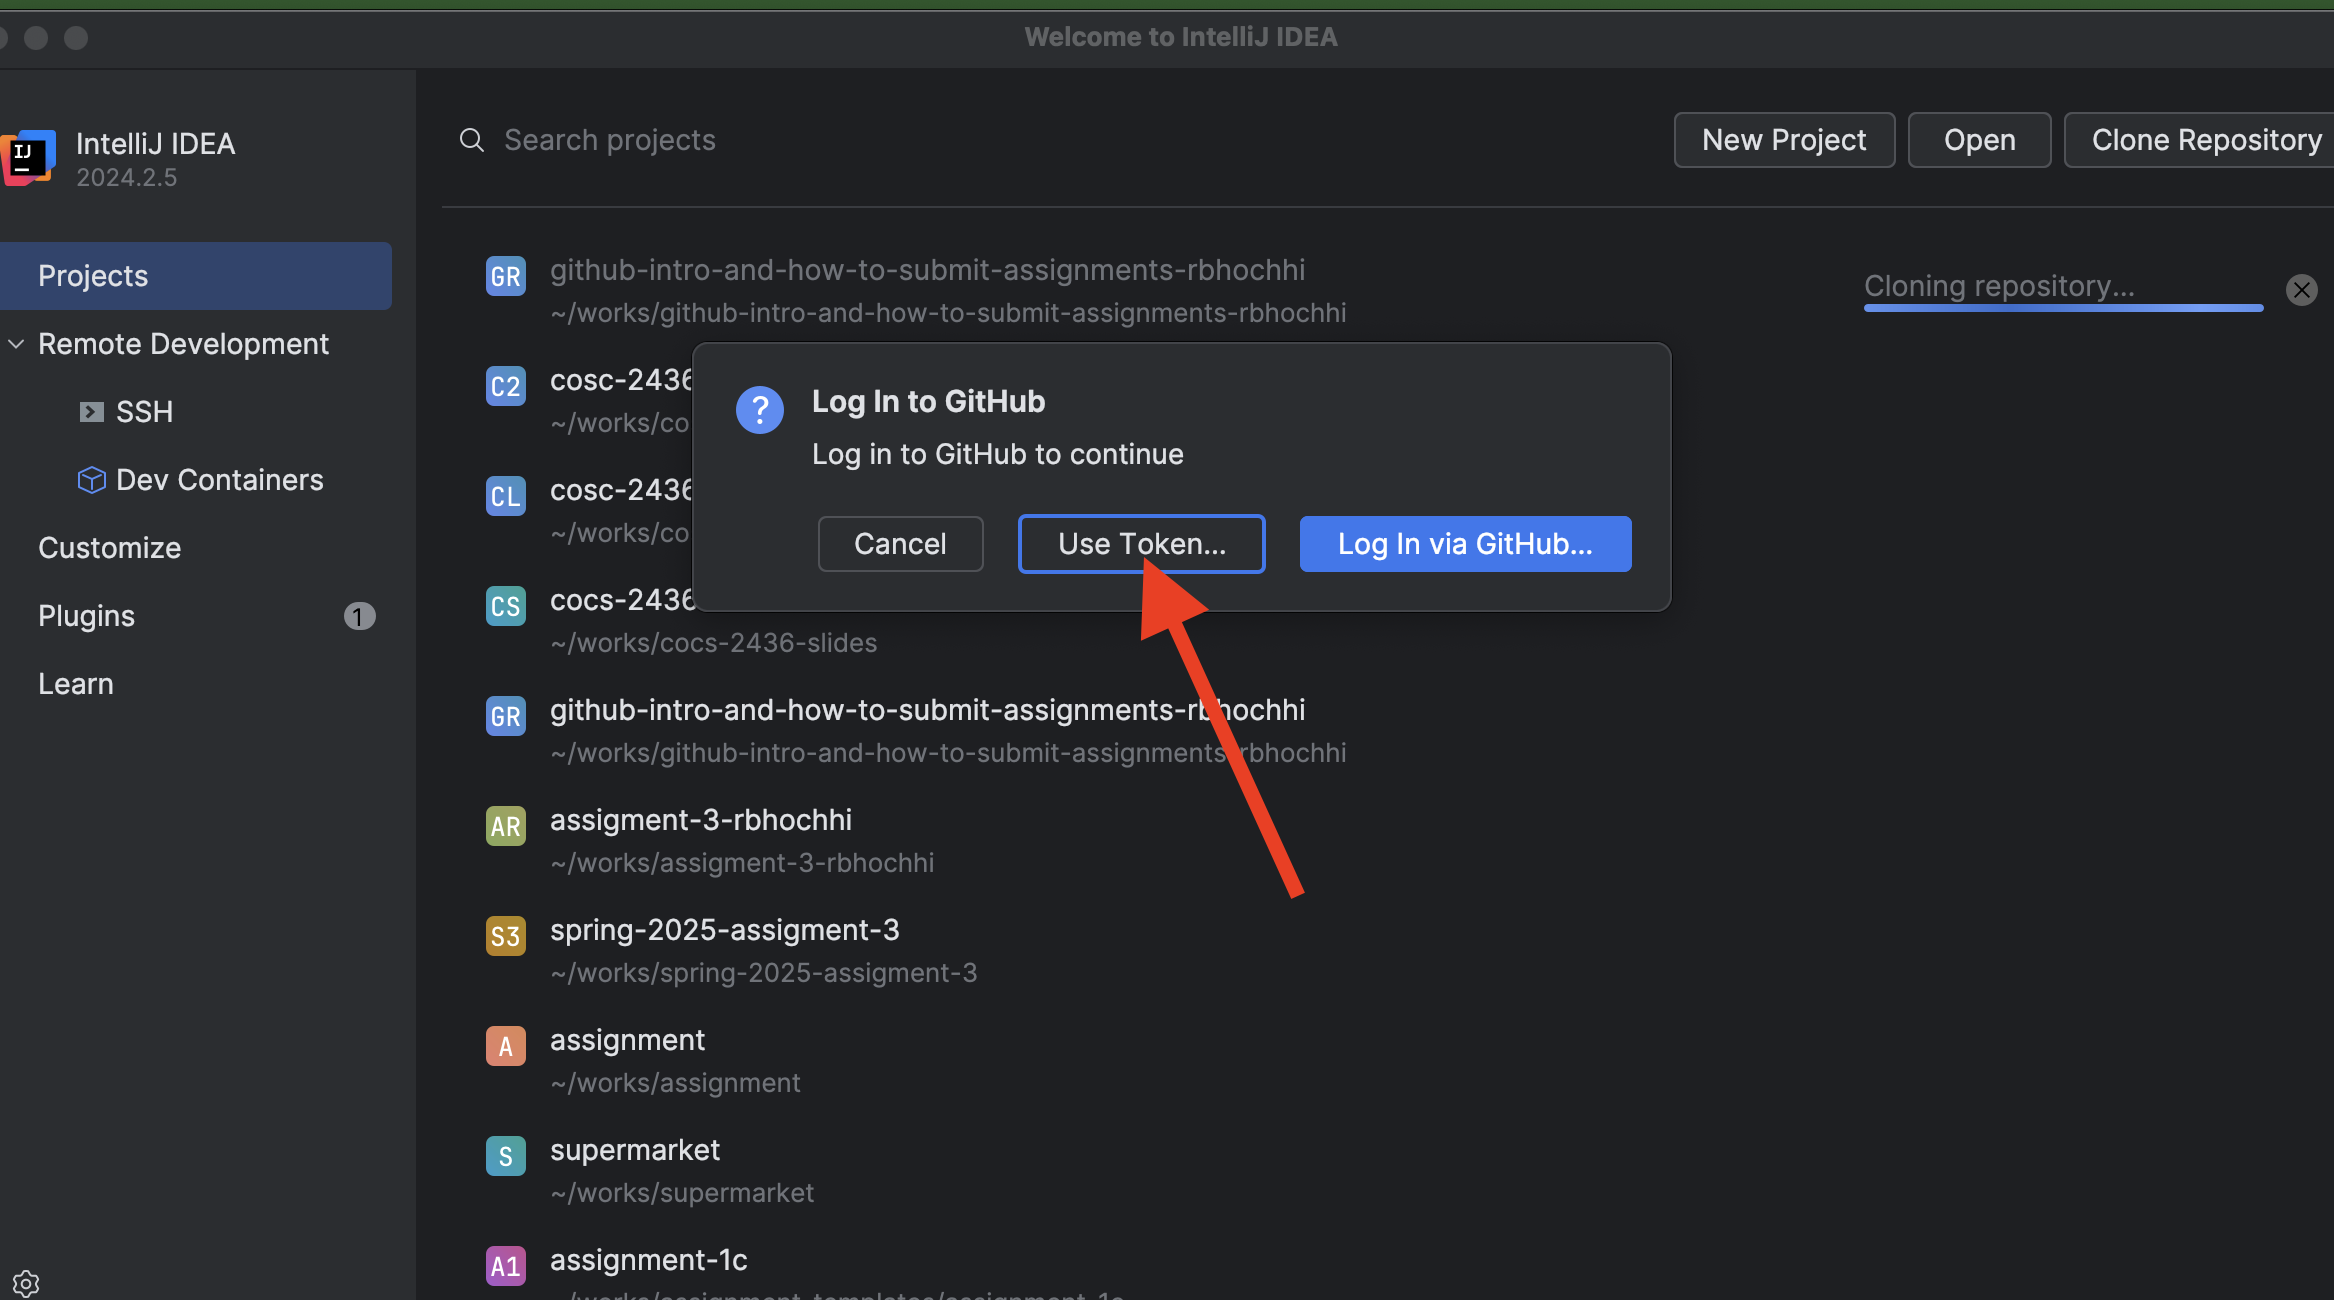 Welcome to IntelliJ IDEA
IJ
IntelliJ IDEA
2024.2.5
Projects
Remote Development
SSH
Dev Containers
Customize
Plugins
1
Learn
Search projects
New Project
Open
Clone Repository
GR
github-intro-and-how-to-submit-assignments-rbhochhi
~/works/github-intro-and-how-to-submit-assignments-rbhochhi
Cloning repository...
C2
cosc-2436
~/works/co
CL
cosc-2436
~/works/co
CS
cocs-2436
~/works/cocs-2436-slides
?
Log In to GitHub
Log in to GitHub to continue
Cancel
Use Token...
Log In via GitHub...
GR
github-intro-and-how-to-submit-assignments-rbhochhi
~/works/github-intro-and-how-to-submit-assignments-rbhochhi
AR
assigment-3-rbhochhi
~/works/assigment-3-rbhochhi
S3
spring-2025-assigment-3
~/works/spring-2025-assigment-3
A
assignment
~/works/assignment
S
supermarket
~/works/supermarket
A1
assignment-1c
~/works/assignment-templates/assignment-1c